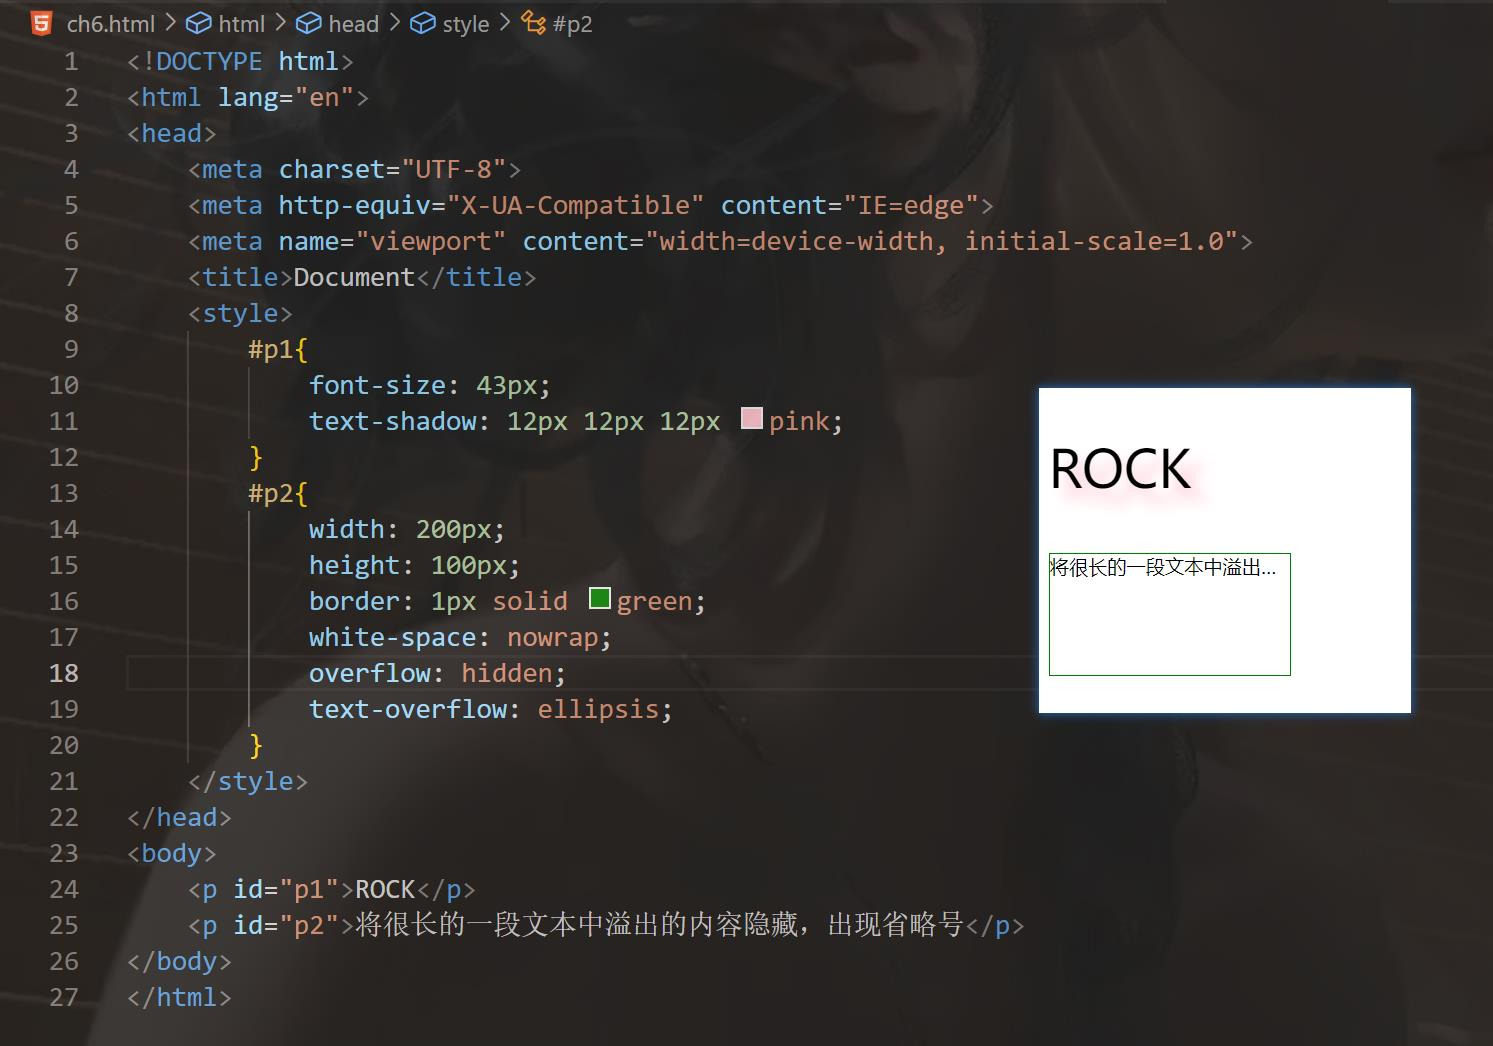 ch6.html > html > head > style > #p2
1 <!DOCTYPE html>
2 <html lang="en">
3 <head>
4     <meta charset="UTF-8">
5     <meta http-equiv="X-UA-Compatible" content="IE=edge">
6     <meta name="viewport" content="width=device-width, initial-scale=1.0">
7     <title>Document</title>
8     <style>
9         #p1{
10             font-size: 43px;
11             text-shadow: 12px 12px 12px pink;
12         }
13         #p2{
14             width: 200px;
15             height: 100px;
16             border: 1px solid green;
17             white-space: nowrap;
18             overflow: hidden;
19             text-overflow: ellipsis;
20         }
21     </style>
22 </head>
23 <body>
24     <p id="p1">ROCK</p>
25     <p id="p2">将很长的一段文本中溢出的内容隐藏，出现省略号</p>
26 </body>
27 </html>
ROCK
将很长的一段文本中溢出...